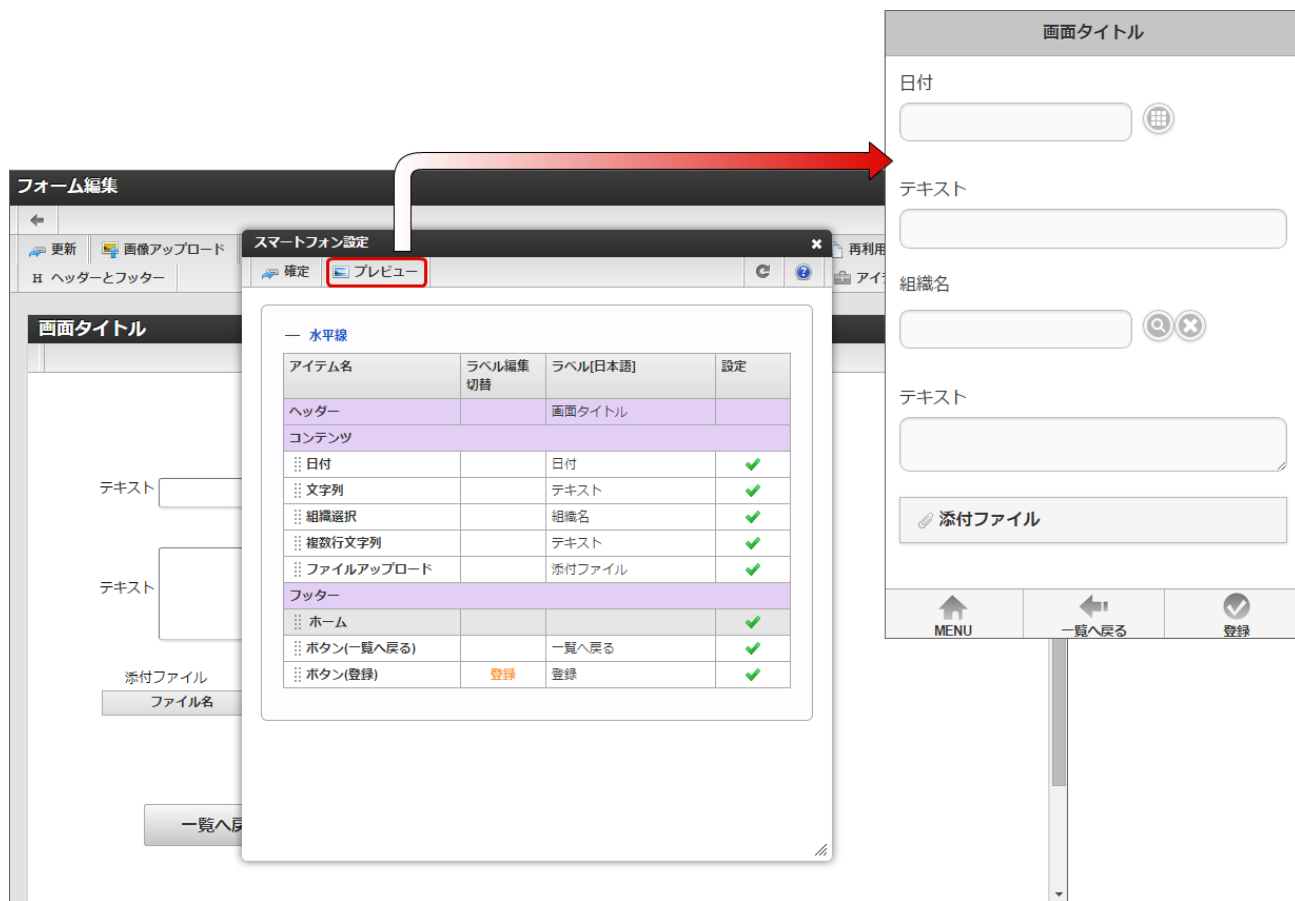 フォーム編集
更新
画像アップロード
再利用
H ヘッダーとフッター
画面タイトル
テキスト
テキスト
添付ファイル
ファイル名
一覧へ戻
スマートフォン設定
確定
プレビュー
水平線
アイテム名 ラベル編集切替 ラベル[日本語] 設定
ヘッダー 画面タイトル
コンテンツ
日付 日付
文字列 テキスト
組織選択 組織名
複数行文字列 テキスト
ファイルアップロード 添付ファイル
フッター
ホーム
ボタン(一覧へ戻る) 一覧へ戻る
ボタン(登録) 登録 登録
画面タイトル
日付
テキスト
組織名
テキスト
添付ファイル
MENU 一覧へ戻る 登録